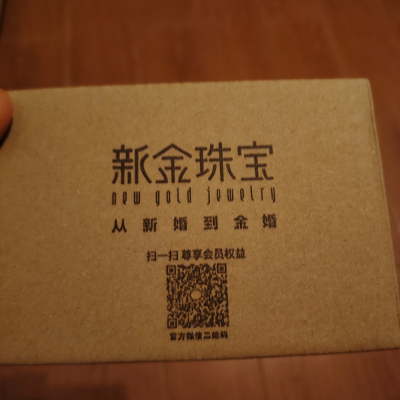 新金珠宝
new gold jewelry
从新婚到金婚
扫一扫 尊享会员权益
官方微信二维码